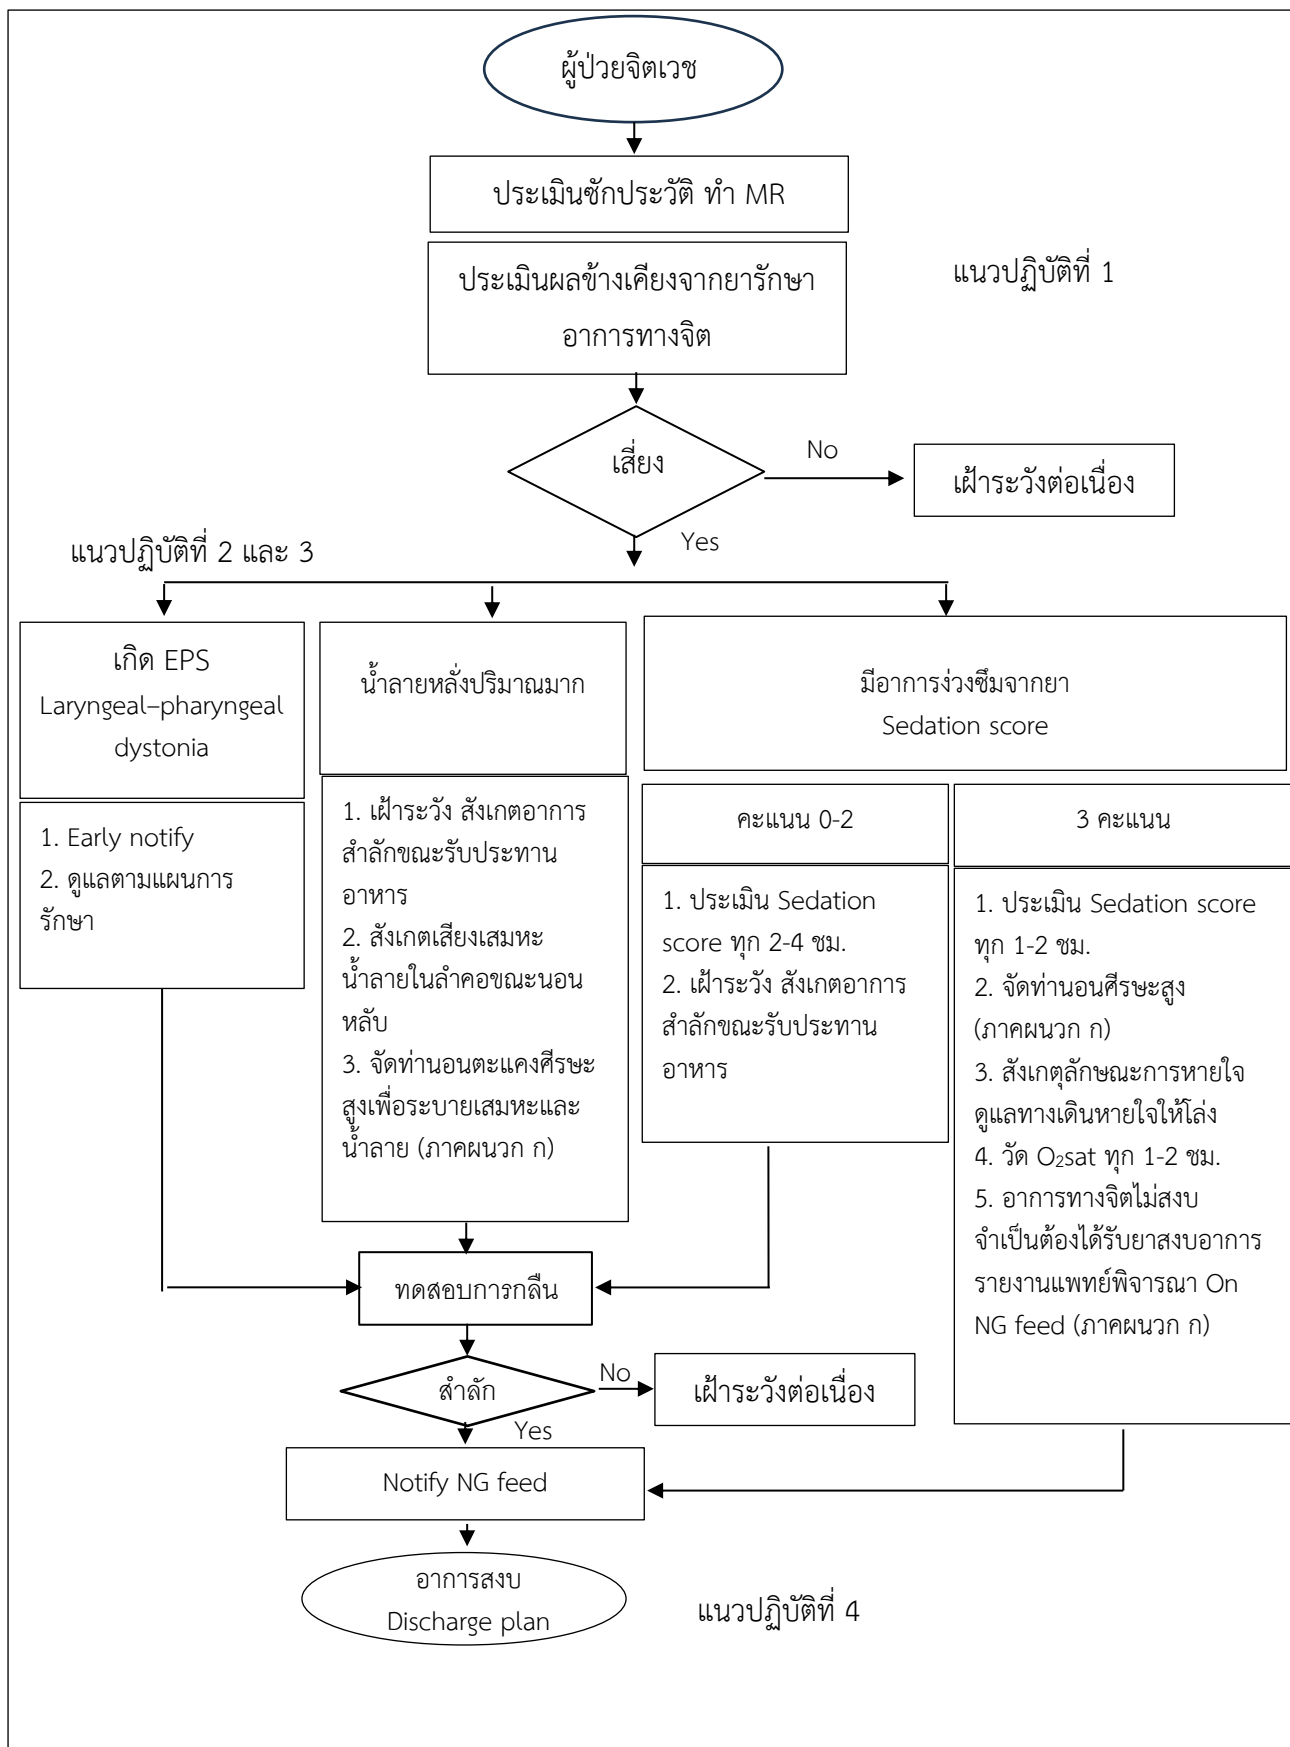 ผู้ป่วยจิตเวช
ประเมินซักประวัติ ทำ MR
ประเมินผลข้างเคียงจากยารักษา
อาการทางจิต
แนวปฏิบัติที่ 1
เสี่ยง
No
เฝ้าระวังต่อเนื่อง
Yes
แนวปฏิบัติที่ 2 และ 3
เกิด EPS
Laryngeal–pharyngeal
dystonia
1. Early notify
2. ดูแลตามแผนการ
รักษา
น้ำลายหลั่งปริมาณมาก
1. เฝ้าระวัง สังเกตอาการ
สำลักขณะรับประทาน
อาหาร
2. สังเกตเสียงเสมหะ
น้ำลายในลำคอขณะนอน
หลับ
3. จัดท่านอนตะแคงศีรษะ
สูงเพื่อระบายเสมหะและ
น้ำลาย (ภาคผนวก ก)
มีอาการง่วงซึมจากยา
Sedation score
คะแนน 0-2
1. ประเมิน Sedation
score ทุก 2-4 ชม.
2. เฝ้าระวัง สังเกตอาการ
สำลักขณะรับประทาน
อาหาร
3 คะแนน
1. ประเมิน Sedation score
ทุก 1-2 ชม.
2. จัดท่านอนศีรษะสูง
(ภาคผนวก ก)
3. สังเกตุลักษณะการหายใจ
ดูแลทางเดินหายใจให้โล่ง
4. วัด O₂sat ทุก 1-2 ชม.
5. อาการทางจิตไม่สงบ
จำเป็นต้องได้รับยาสงบอาการ
รายงานแพทย์พิจารณา On
NG feed (ภาคผนวก ก)
ทดสอบการกลืน
สำลัก
No
เฝ้าระวังต่อเนื่อง
Yes
Notify NG feed
อาการสงบ
Discharge plan
แนวปฏิบัติที่ 4